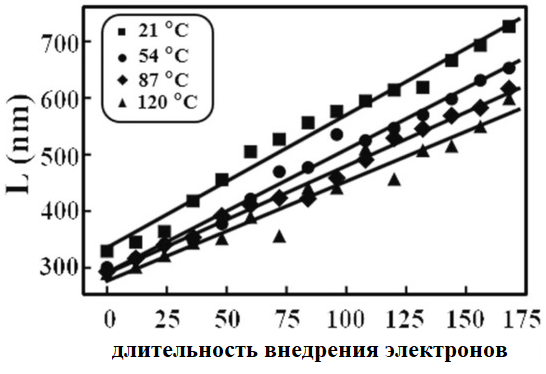 L (nm)
700
600
500
400
300
21 °C
54 °C
87 °C
120 °C
0 25 50 75 100 125 150 175
длительность внедрения электронов